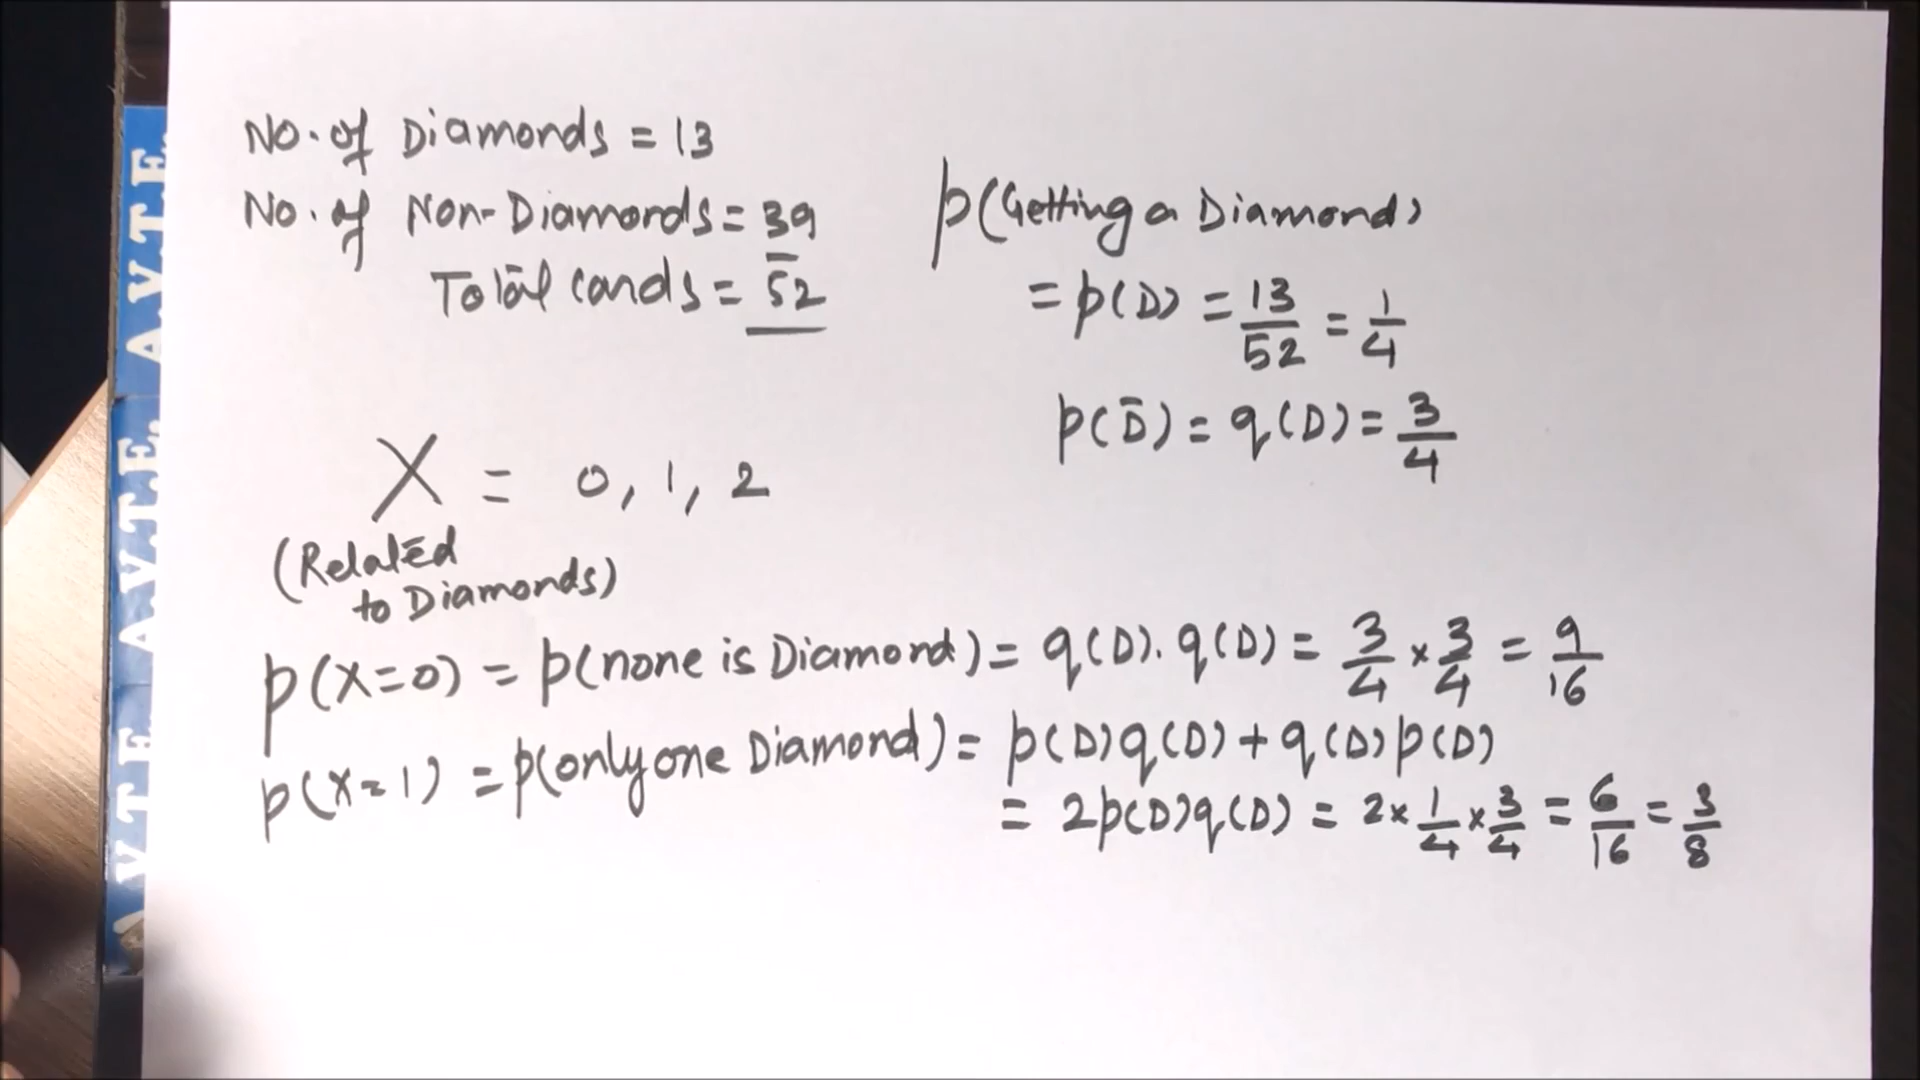 No. of Diamonds = 13
No. of Non-Diamonds = 39
Total cards = 52
p(Getting a Diamond)
= p(D) = 13/52 = 1/4
p(D̄) = q(D) = 3/4
X = 0, 1, 2
(Related
to Diamonds)
p(X=0) = p(none is Diamond) = q(D). q(D) = 3/4 × 3/4 = 9/16
p(X=1) = p(only one Diamond) = p(D)q(D) + q(D)p(D)
= 2p(D)q(D) = 2 × 1/4 × 3/4 = 6/16 = 3/8
A.V.T.E. A.V.T.E. A.V.T.E. A.V.T.E.